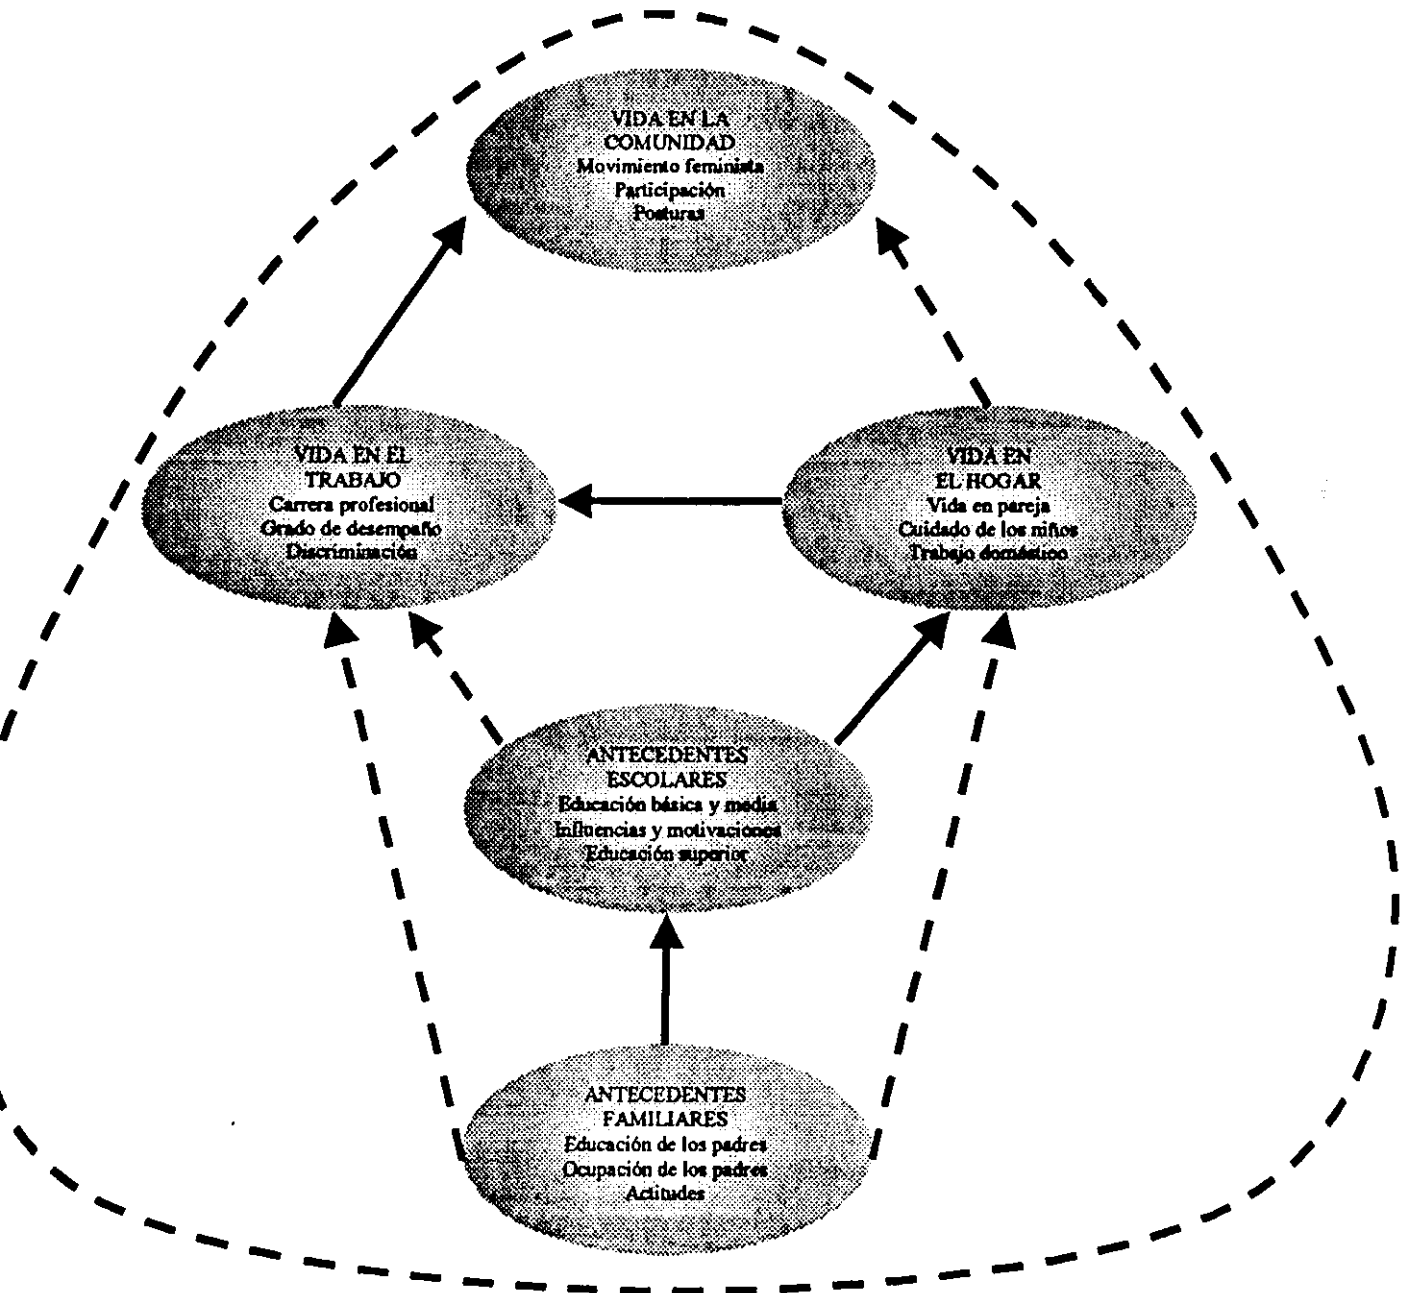 VIDA EN LA
COMUNIDAD
Movimiento feminista
Participación
Posturas
VIDA EN EL
TRABAJO
Carrera profesional
Grado de desempaño
Discriminación
VIDA EN
EL HOGAR
Vida en pareja
Cuidado de los niños
Trabajo doméstico
ANTECEDENTES
ESCOLARES
Educación básica y media
Influencias y motivaciones
Educación superior
ANTECEDENTES
FAMILIARES
Educación de los padres
Ocupación de los padres
Actitudes